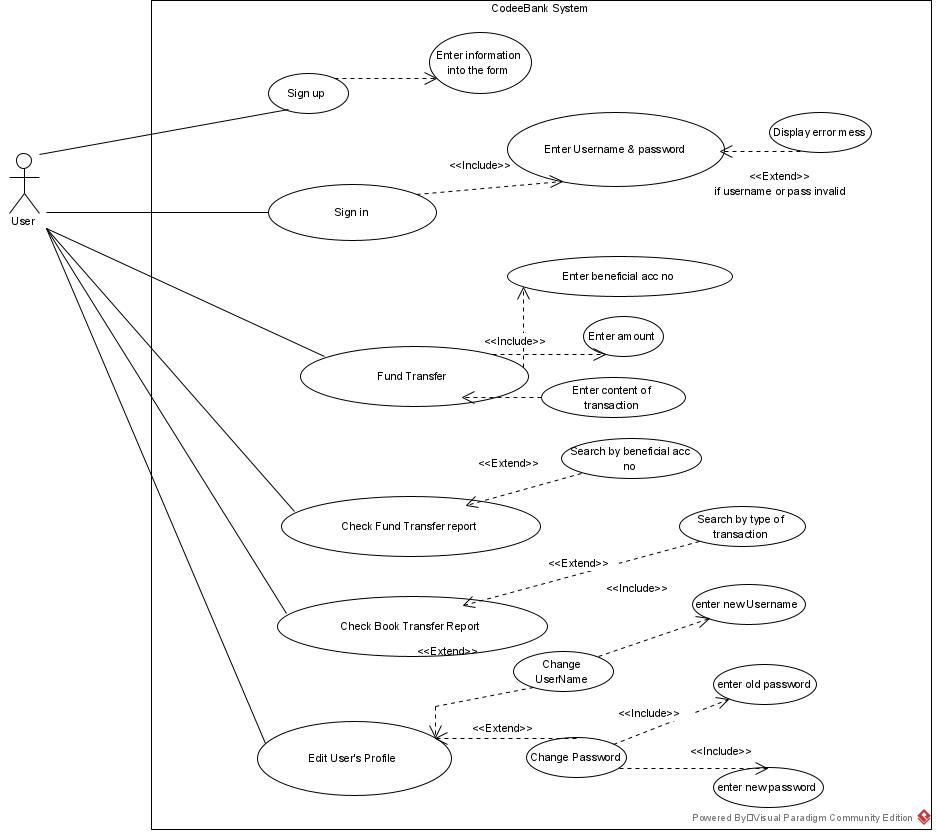 CodeeBank System
Enter information
into the form
Sign up
Display error mess
Enter Username & password
<<Include>>
<<Extend>>
if username or pass invalid
Sign in
User
Enter beneficial acc no
Enter amount
<<Include>>
Fund Transfer
Enter content of
transaction
Search by beneficial acc
no
<<Extend>>
Check Fund Transfer report
Search by type of
transaction
<<Extend>>
<<Include>>
enter new Username
Check Book Transfer Report
<<Extend>>
Change
UserName
enter old password
<<Include>>
<<Extend>>
<<Include>>
Edit User's Profile
Change Password
enter new password
Powered By▯Visual Paradigm Community Edition